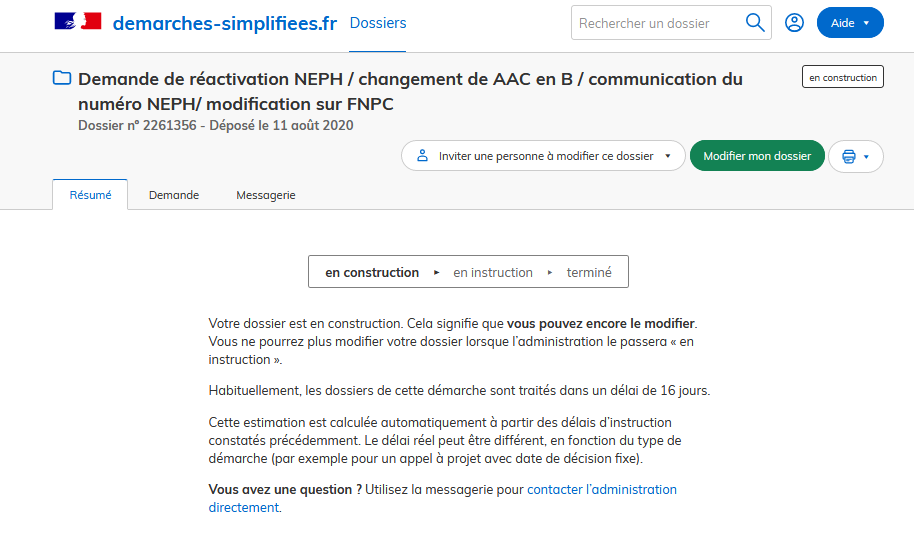 demarches-simplifiees.fr Dossiers Rechercher un dossier Aide
Demande de réactivation NEPH / changement de AAC en B / communication du
numéro NEPH/ modification sur FNPC
en construction
Dossier nº 2261356 - Déposé le 11 août 2020
Inviter une personne à modifier ce dossier Modifier mon dossier
Résumé Demande Messagerie
en construction en instruction terminé
Votre dossier est en construction. Cela signifie que vous pouvez encore le modifier.
Vous ne pourrez plus modifier votre dossier lorsque l’administration le passera « en
instruction ».
Habituellement, les dossiers de cette démarche sont traités dans un délai de 16 jours.
Cette estimation est calculée automatiquement à partir des délais d’instruction
constatés précédemment. Le délai réel peut être différent, en fonction du type de
démarche (par exemple pour un appel à projet avec date de décision fixe).
Vous avez une question ? Utilisez la messagerie pour contacter l’administration
directement.